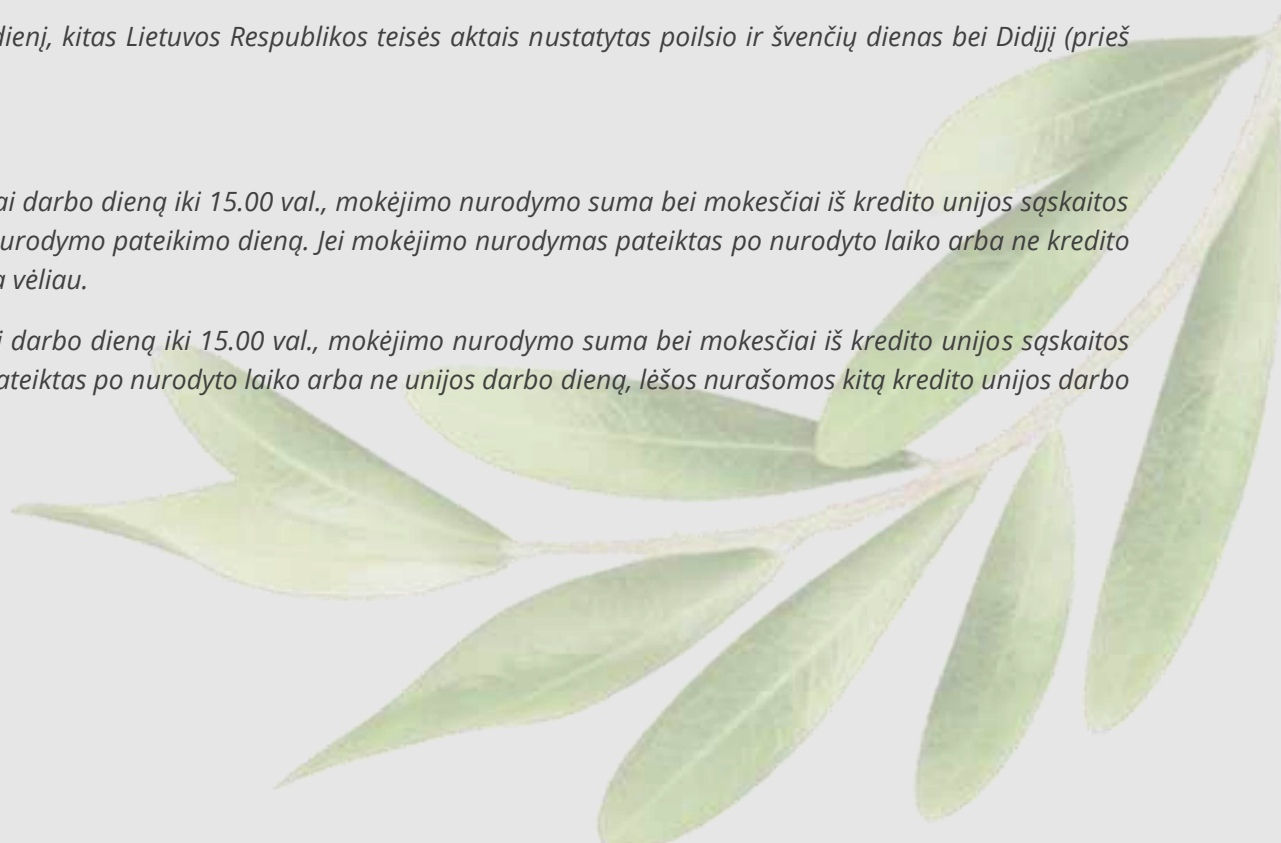 dienį, kitas Lietuvos Respublikos teisės aktais nustatytas poilsio ir švenčių dienas bei Didįjį (prieš
ai darbo dieną iki 15.00 val., mokėjimo nurodymo suma bei mokesčiai iš kredito unijos sąskaitos
urodymo pateikimo dieną. Jei mokėjimo nurodymas pateiktas po nurodyto laiko arba ne kredito
a vėliau.
i darbo dieną iki 15.00 val., mokėjimo nurodymo suma bei mokesčiai iš kredito unijos sąskaitos
ateiktas po nurodyto laiko arba ne unijos darbo dieną, lėšos nurašomos kitą kredito unijos darbo